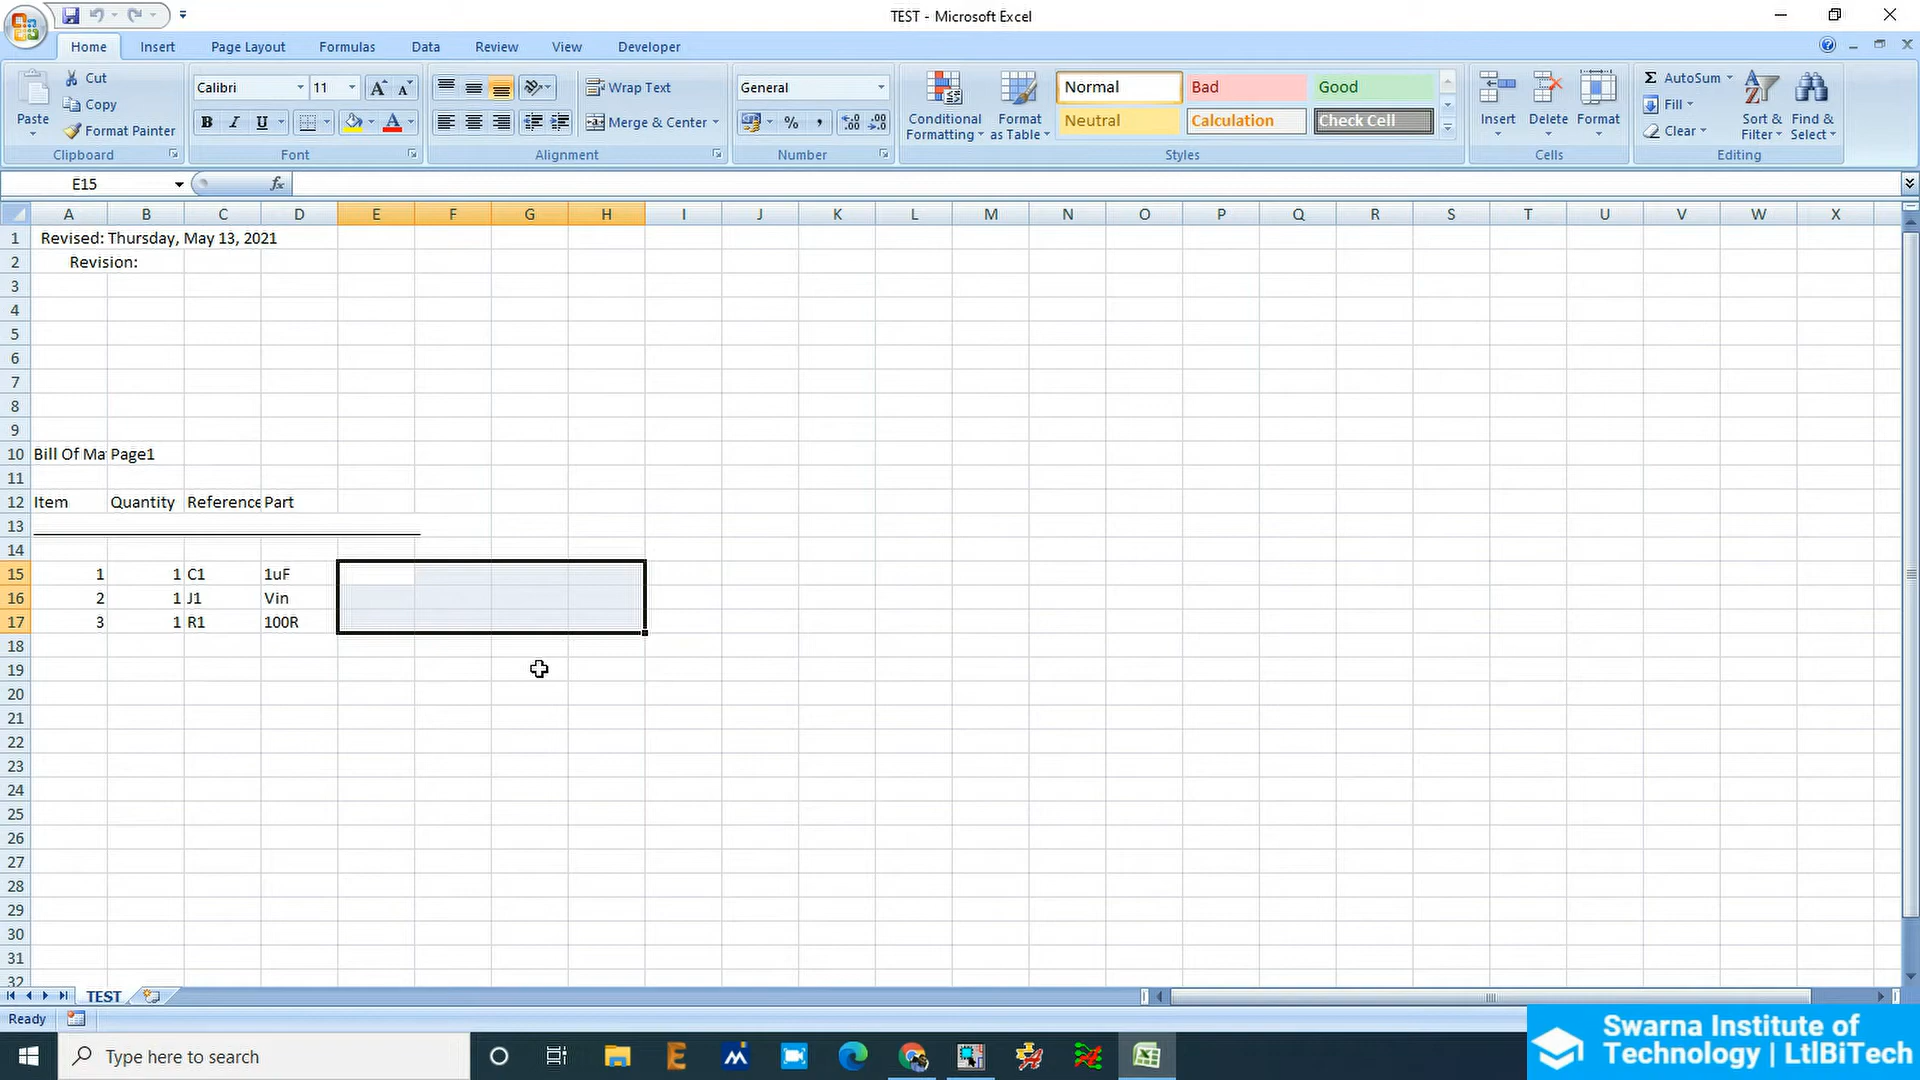 TEST - Microsoft Excel
Home Insert Page Layout Formulas Data Review View Developer
Paste
Cut
Copy
Format Painter
Clipboard
Calibri 11
B I U
Font
Wrap Text
Merge & Center
Alignment
General
Number
Conditional Formatting
Format as Table
Normal Bad Good
Neutral Calculation Check Cell
Styles
Insert Delete Format
Cells
AutoSum
Fill
Clear
Sort & Filter
Find & Select
Editing
E15 fx
A B C D E F G H I J K L M N O P Q R S T U V W X
1 Revised: Thursday, May 13, 2021
2 Revision:
3
4
5
6
7
8
9
10 Bill Of Ma Page1
11
12 Item Quantity Reference Part
13
14
15 1 1 C1 1uF
16 2 1 J1 Vin
17 3 1 R1 100R
18
19
20
21
22
23
24
25
26
27
28
29
30
31
32
TEST
Ready
Type here to search
Swarna Institute of
Technology | LtIBiTech